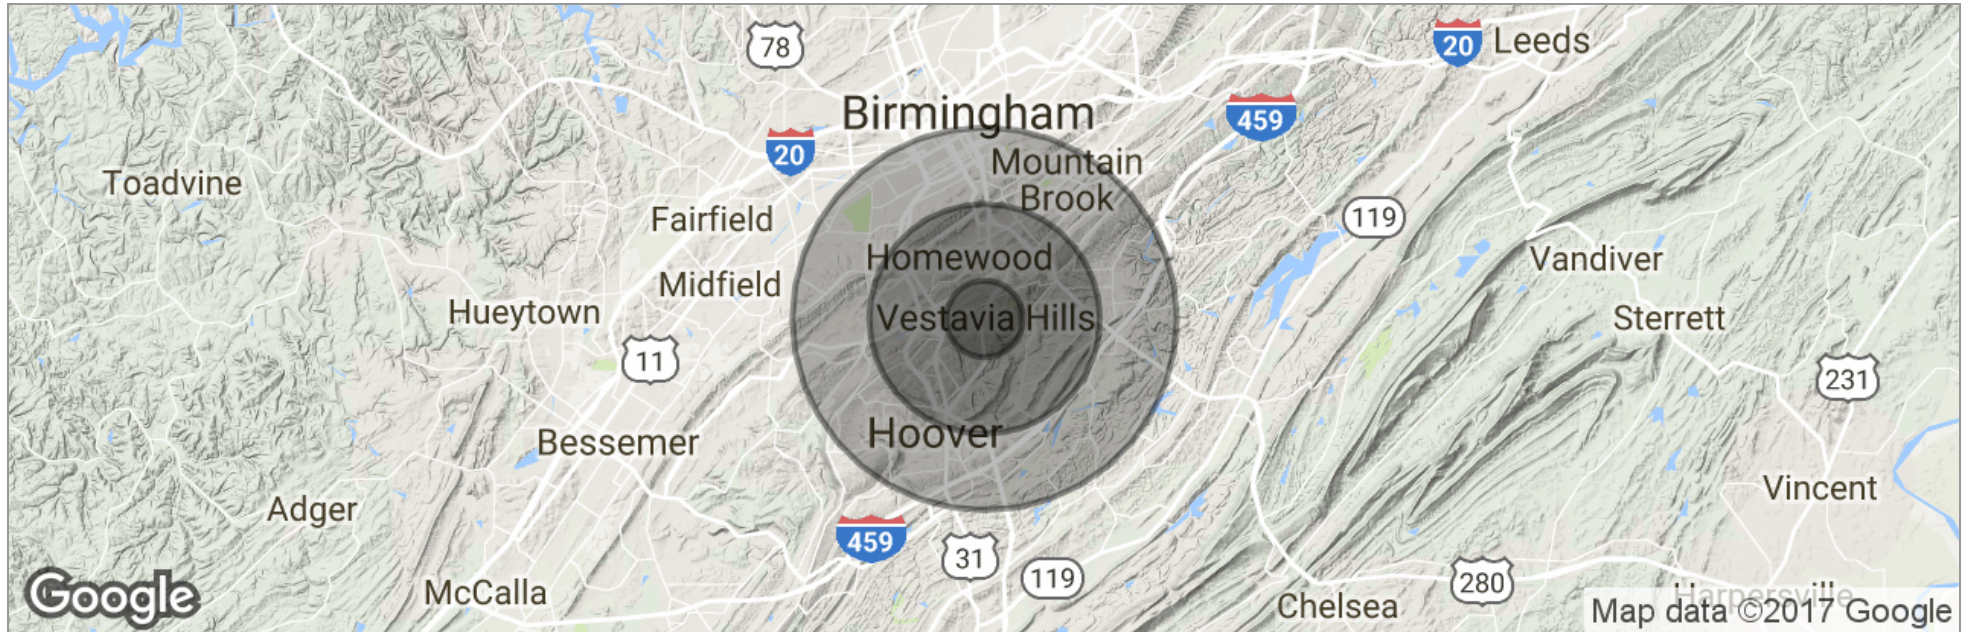 78
20
Leeds
Birmingham
459
20
Mountain
Brook
Toadvine
119
Fairfield
Homewood
Vandiver
Midfield
Hueytown
Vestavia Hills
Sterrett
11
231
Hoover
Bessemer
Vincent
Adger
459
31
119
280
McCalla
Google
Chelsea
Harpersville
Map data ©2017 Google